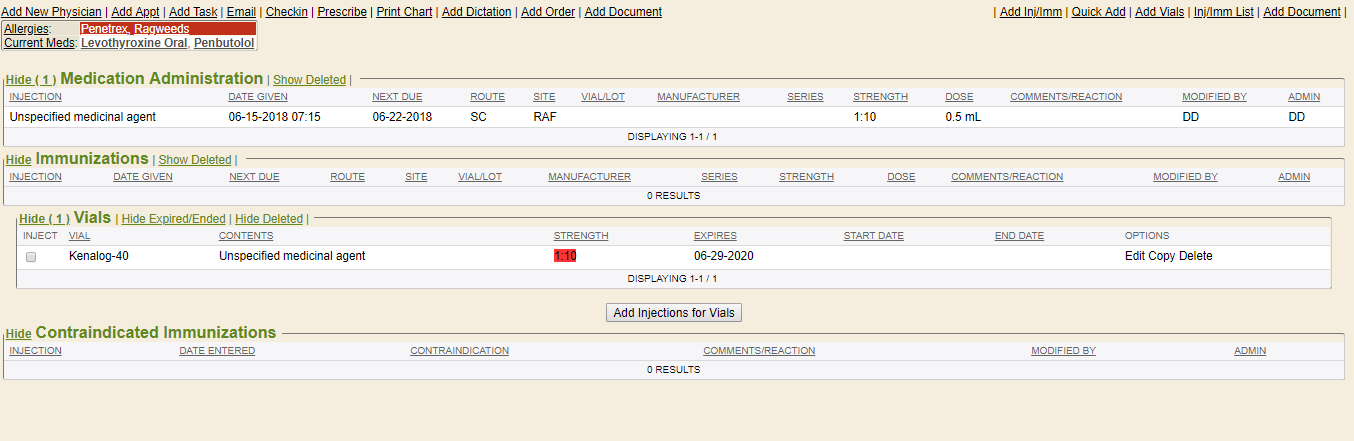 Add New Physician | Add Appt | Add Task | Email | Checkin | Prescribe | Print Chart | Add Dictation | Add Order | Add Document | Add Inj/Imm | Quick Add | Add Vials | Inj/Imm List | Add Document |
Allergies: Penetrex, Ragweeds
Current Meds: Levothyroxine Oral, Penbutolol
Hide ( 1 ) Medication Administration | Show Deleted |
INJECTION DATE GIVEN NEXT DUE ROUTE SITE VIAL/LOT MANUFACTURER SERIES STRENGTH DOSE COMMENTS/REACTION MODIFIED BY ADMIN
Unspecified medicinal agent 06-15-2018 07:15 06-22-2018 SC RAF 1:10 0.5 mL DD DD
DISPLAYING 1-1 / 1
Hide Immunizations | Show Deleted |
INJECTION DATE GIVEN NEXT DUE ROUTE SITE VIAL/LOT MANUFACTURER SERIES STRENGTH DOSE COMMENTS/REACTION MODIFIED BY ADMIN
0 RESULTS
Hide ( 1 ) Vials | Hide Expired/Ended | Hide Deleted |
INJECT VIAL CONTENTS STRENGTH EXPIRES START DATE END DATE OPTIONS
Kenalog-40 Unspecified medicinal agent 1:10 06-29-2020 Edit Copy Delete
DISPLAYING 1-1 / 1
Add Injections for Vials
Hide Contraindicated Immunizations
INJECTION DATE ENTERED CONTRAINDICATION COMMENTS/REACTION MODIFIED BY ADMIN
0 RESULTS